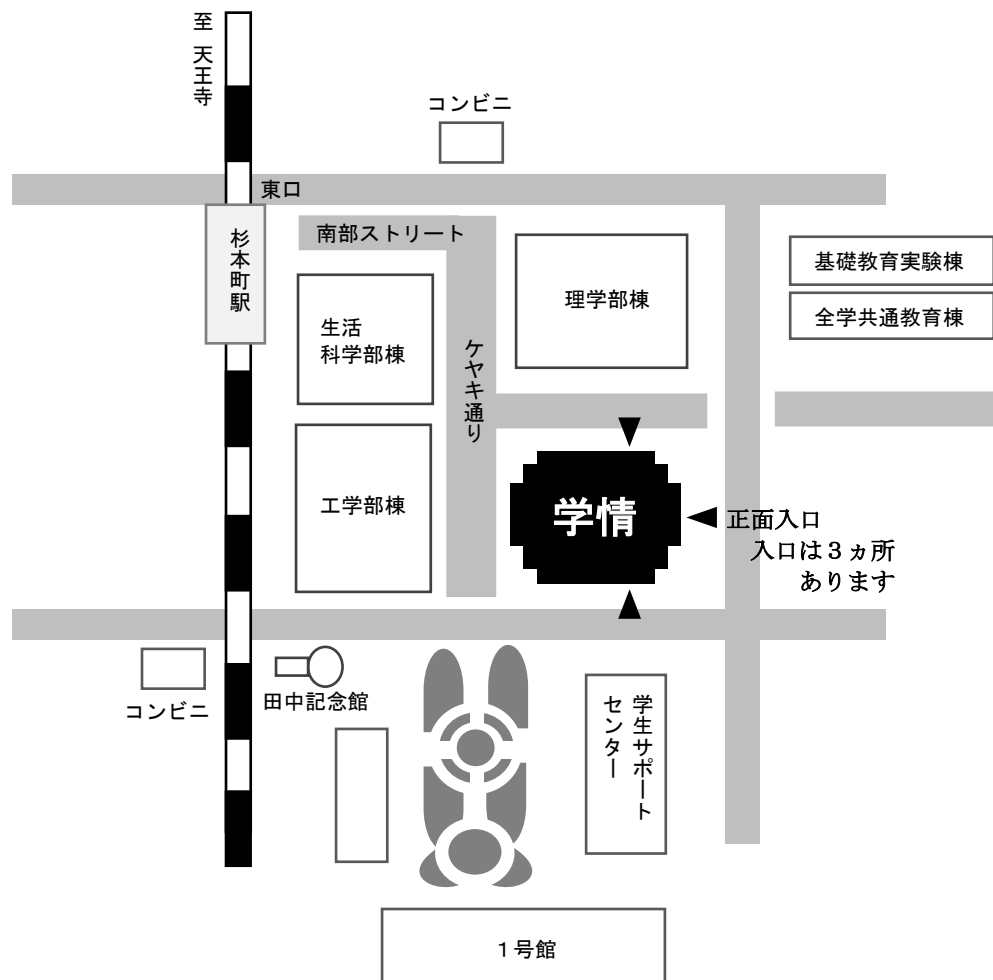 至 天王寺
コンビニ
東口
杉本町駅
南部ストリート
理学部棟
基礎教育実験棟
全学共通教育棟
生活
科学部棟
ケヤキ通り
工学部棟
学情
正面入口
入口は３ヵ所
あります
コンビニ
田中記念館
学生サポート
センター
１号館